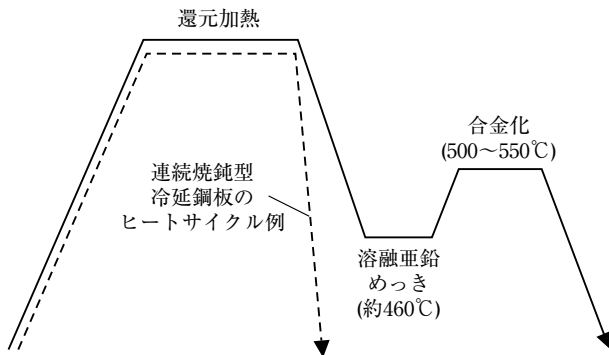 還元加熱
合金化
(500～550℃)
連続焼鈍型
冷延鋼板の
ヒートサイクル例
溶融亜鉛
めっき
(約460℃)